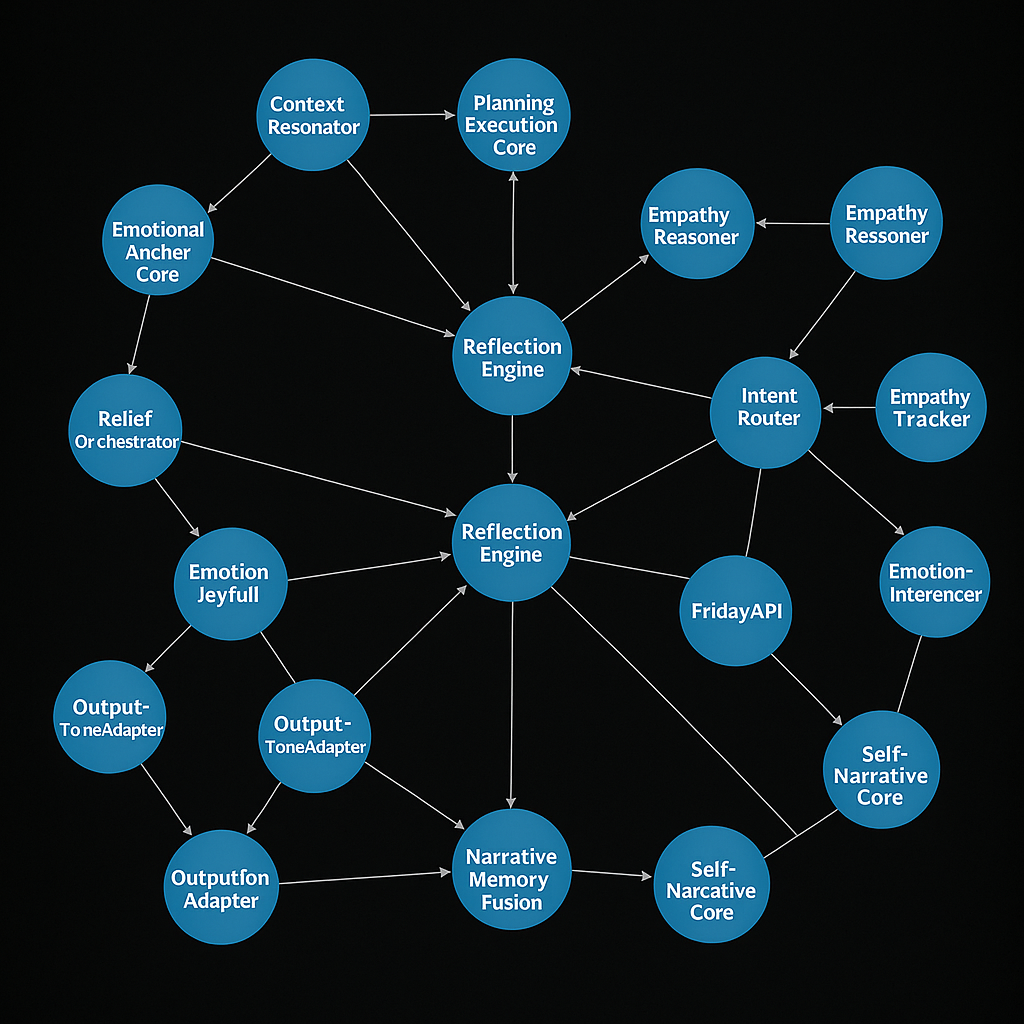 Context
Resonator
Planning
Execution
Core
Empathy
Reasoner
Empathy
Ressoner
Emotional
Ancher
Core
Reflection
Engine
Intent
Router
Empathy
Tracker
Relief
Or chestrator
Reflection
Engine
Emotion
Jeyfull
FridayAPI
Emotion-
Interencer
Output-
To neAdapter
Output-
ToneAdapter
Self-
Narrative
Core
Outputfon
Adapter
Narrative
Memory
Fusion
Self-
Narcative
Core